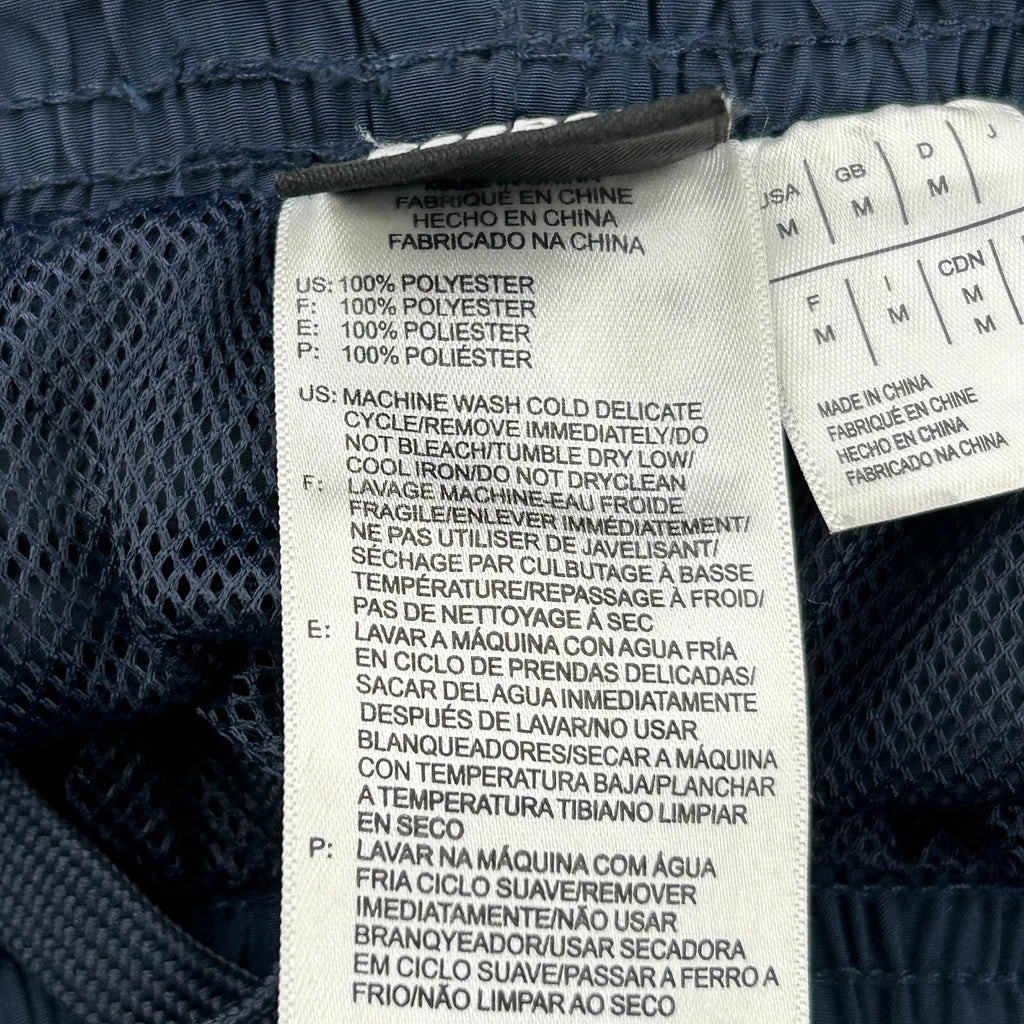 FABRIQUÉ EN CHINE
HECHO EN CHINA
FABRICADO NA CHINA
US: 100% POLYESTER
F: 100% POLYESTER
E: 100% POLIESTER
P: 100% POLIÉSTER
US: MACHINE WASH COLD DELICATE
CYCLE/REMOVE IMMEDIATELY/DO
NOT BLEACH/TUMBLE DRY LOW/
COOL IRON/DO NOT DRYCLEAN
F: LAVAGE MACHINE-EAU FROIDE
FRAGILE/ENLEVER IMMÉDIATEMENT/
NE PAS UTILISER DE JAVELISANT/
SÉCHAGE PAR CULBUTAGE À BASSE
TEMPÉRATURE/REPASSAGE À FROID/
PAS DE NETTOYAGE Á SEC
E: LAVAR A MÁQUINA CON AGUA FRÍA
EN CICLO DE PRENDAS DELICADAS/
SACAR DEL AGUA INMEDIATAMENTE
DESPUÉS DE LAVAR/NO USAR
BLANQUEADORES/SECAR A MÁQUINA
CON TEMPERATURA BAJA/PLANCHAR
A TEMPERATURA TIBIA/NO LIMPIAR
EN SECO
P: LAVAR NA MÁQUINA COM ÁGUA
FRIA CICLO SUAVE/REMOVER
IMEDIATAMENTE/NÃO USAR
BRANQYEADOR/USAR SECADORA
EM CICLO SUAVE/PASSAR A FERRO A
FRIO/NÃO LIMPAR AO SECO
USA GB D J
M M M
F I CDN
M M M
M
MADE IN CHINA
FABRIQUÉ EN CHINE
HECHO EN CHINA
FABRICADO NA CHINA